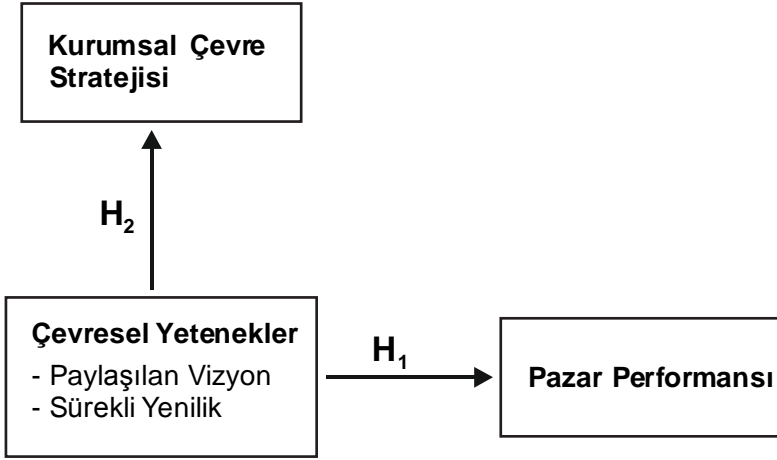 Kurumsal Çevre
Stratejisi
H₂
Çevresel Yetenekler
- Paylaşılan Vizyon
- Sürekli Yenilik
H₁
Pazar Performansı